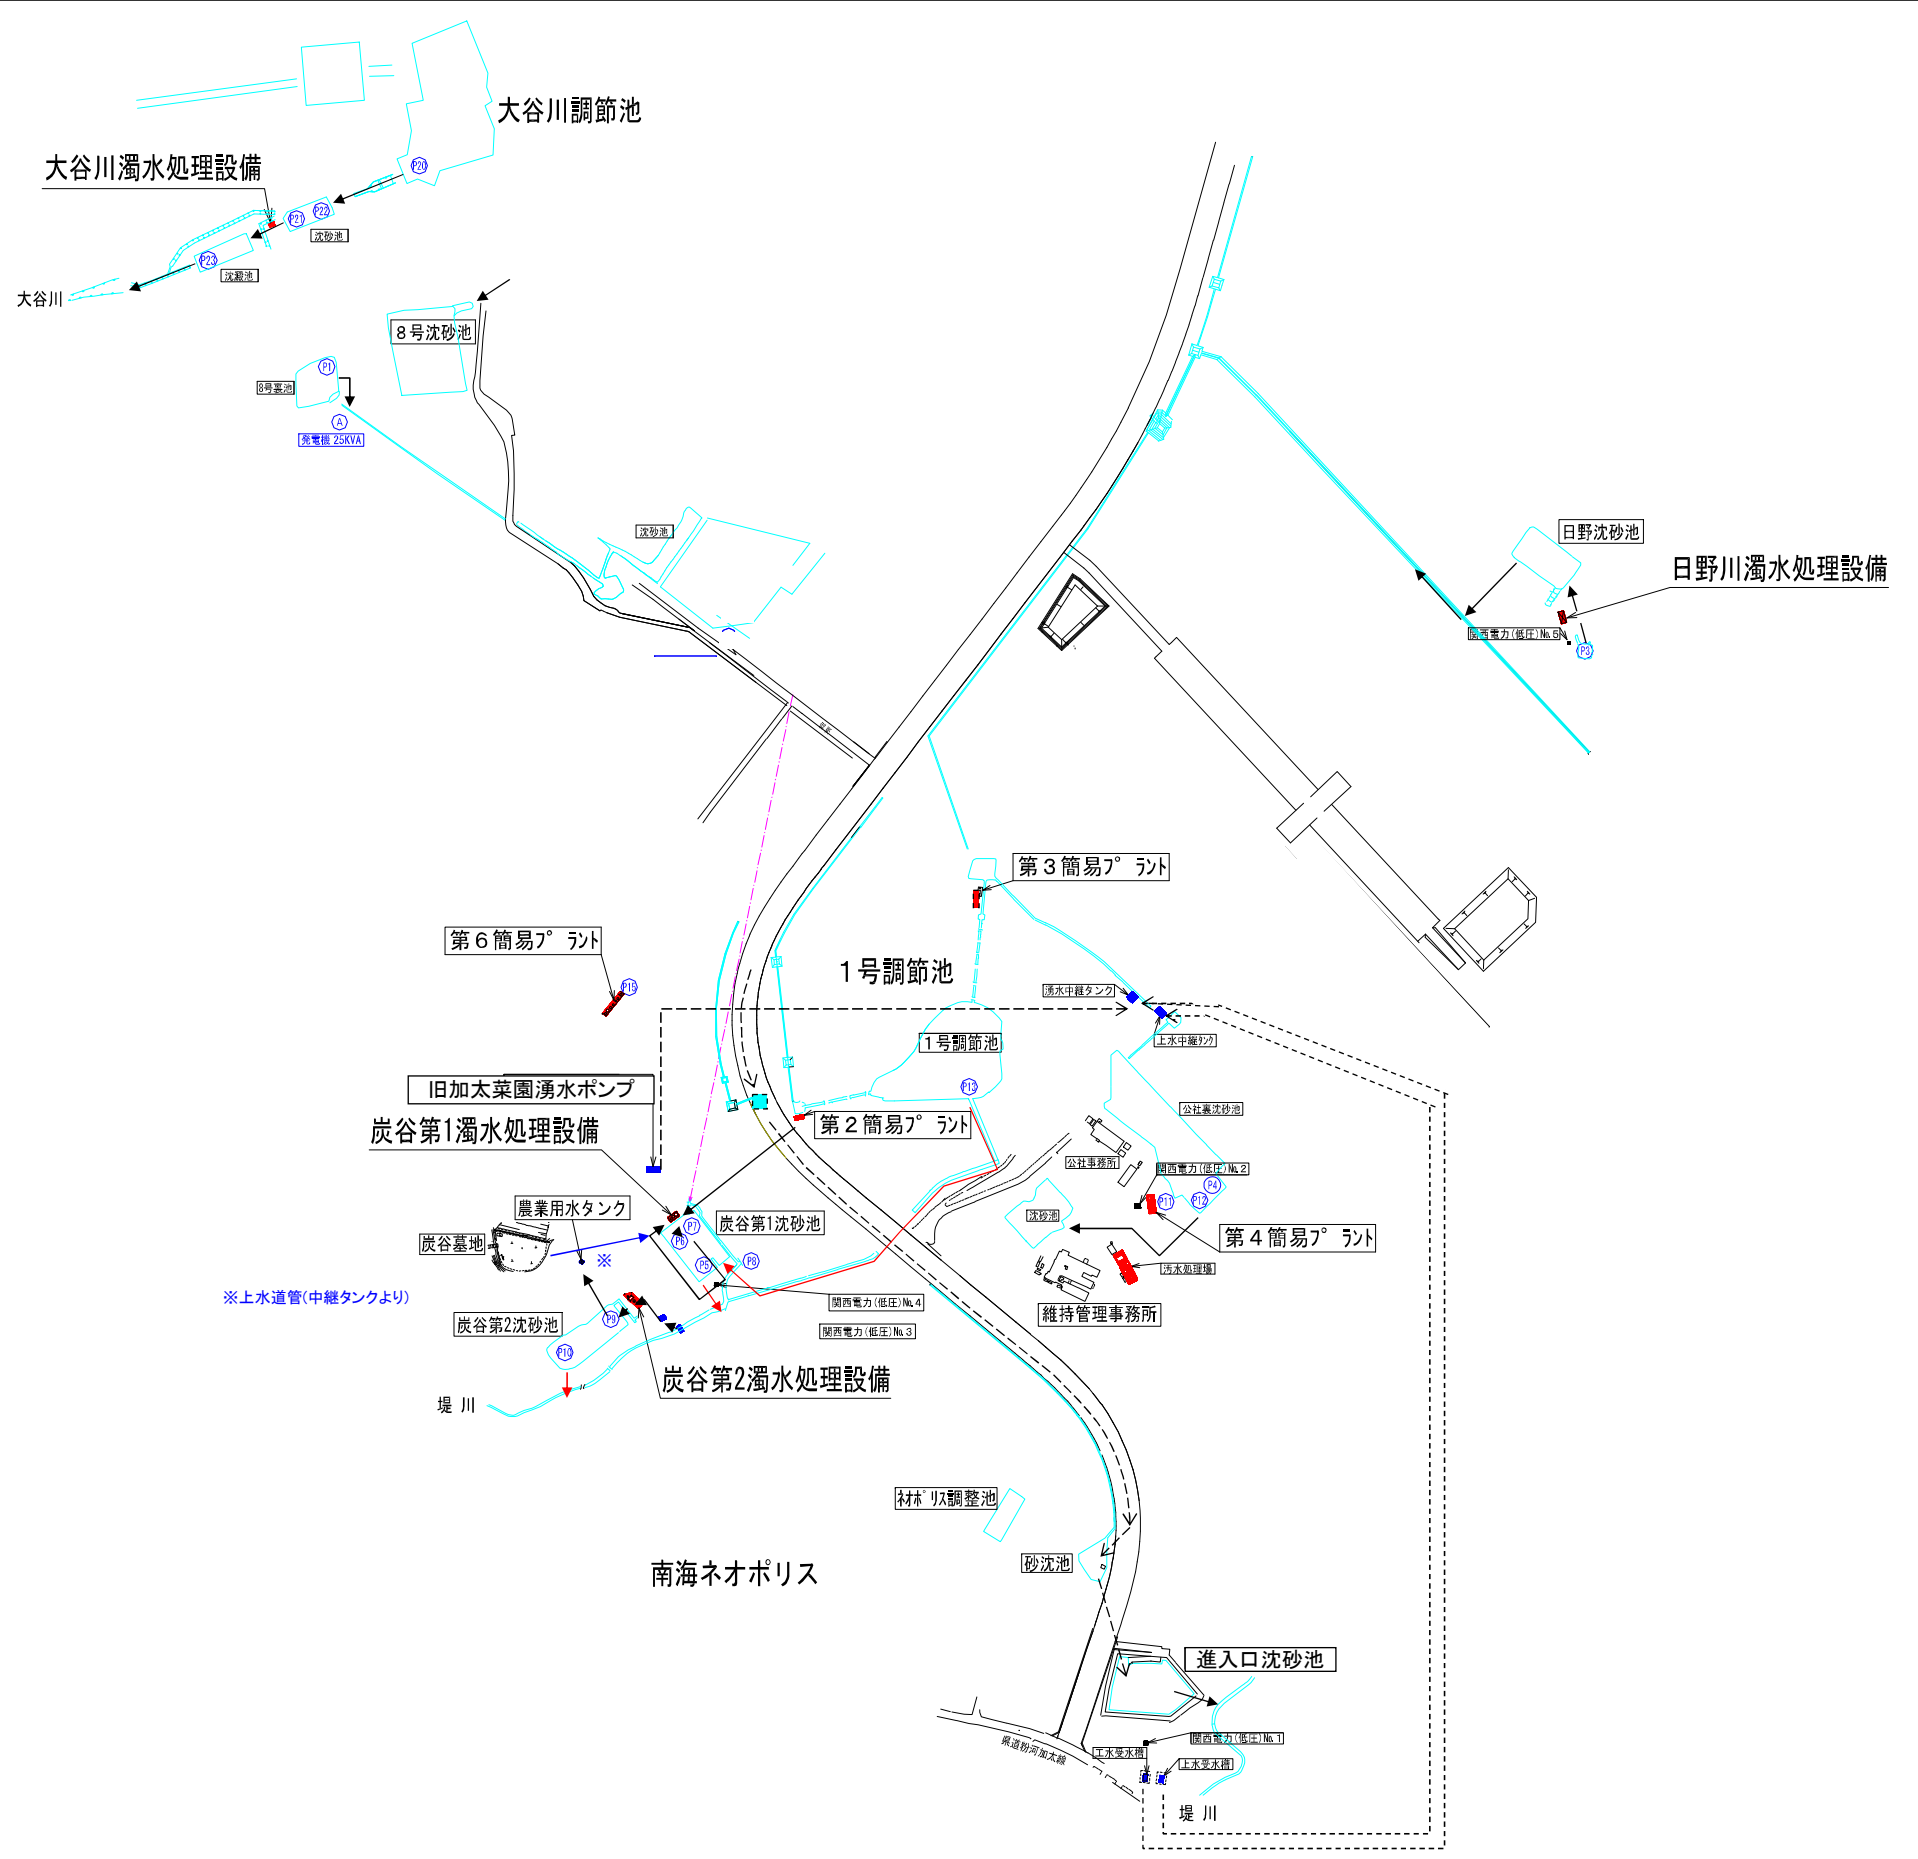 大谷川調節池
大谷川濁水処理設備
P20
P21
P22
沈砂池
P23
沈澱池
大谷川
8号沈砂池
P1
8号裏池
A
発電機 25KVA
沈砂池
日野沈砂池
日野川濁水処理設備
関西電力(低圧)No.5
P3
第3簡易プラント
第6簡易プラント
P15
1号調節池
湧水中継タンク
上水中継タンク
1号調節池
旧加太菜園湧水ポンプ
P13
炭谷第1濁水処理設備
第2簡易プラント
公社裏沈砂池
公社事務所
関西電力(低圧)No.2
P4
P11
P12
農業用水タンク
炭谷第1沈砂池
P7
P6
P5
P8
沈砂池
第4簡易プラント
炭谷墓地
※
汚水処理場
※上水道管(中継タンクより)
関西電力(低圧)No.4
維持管理事務所
炭谷第2沈砂池
P9
P10
関西電力(低圧)No.3
炭谷第2濁水処理設備
堤 川
ネオポリス調整池
砂沈池
南海ネオポリス
進入口沈砂池
関西電力(低圧)No.1
県道粉河加太線
工水受水槽
上水受水槽
堤 川